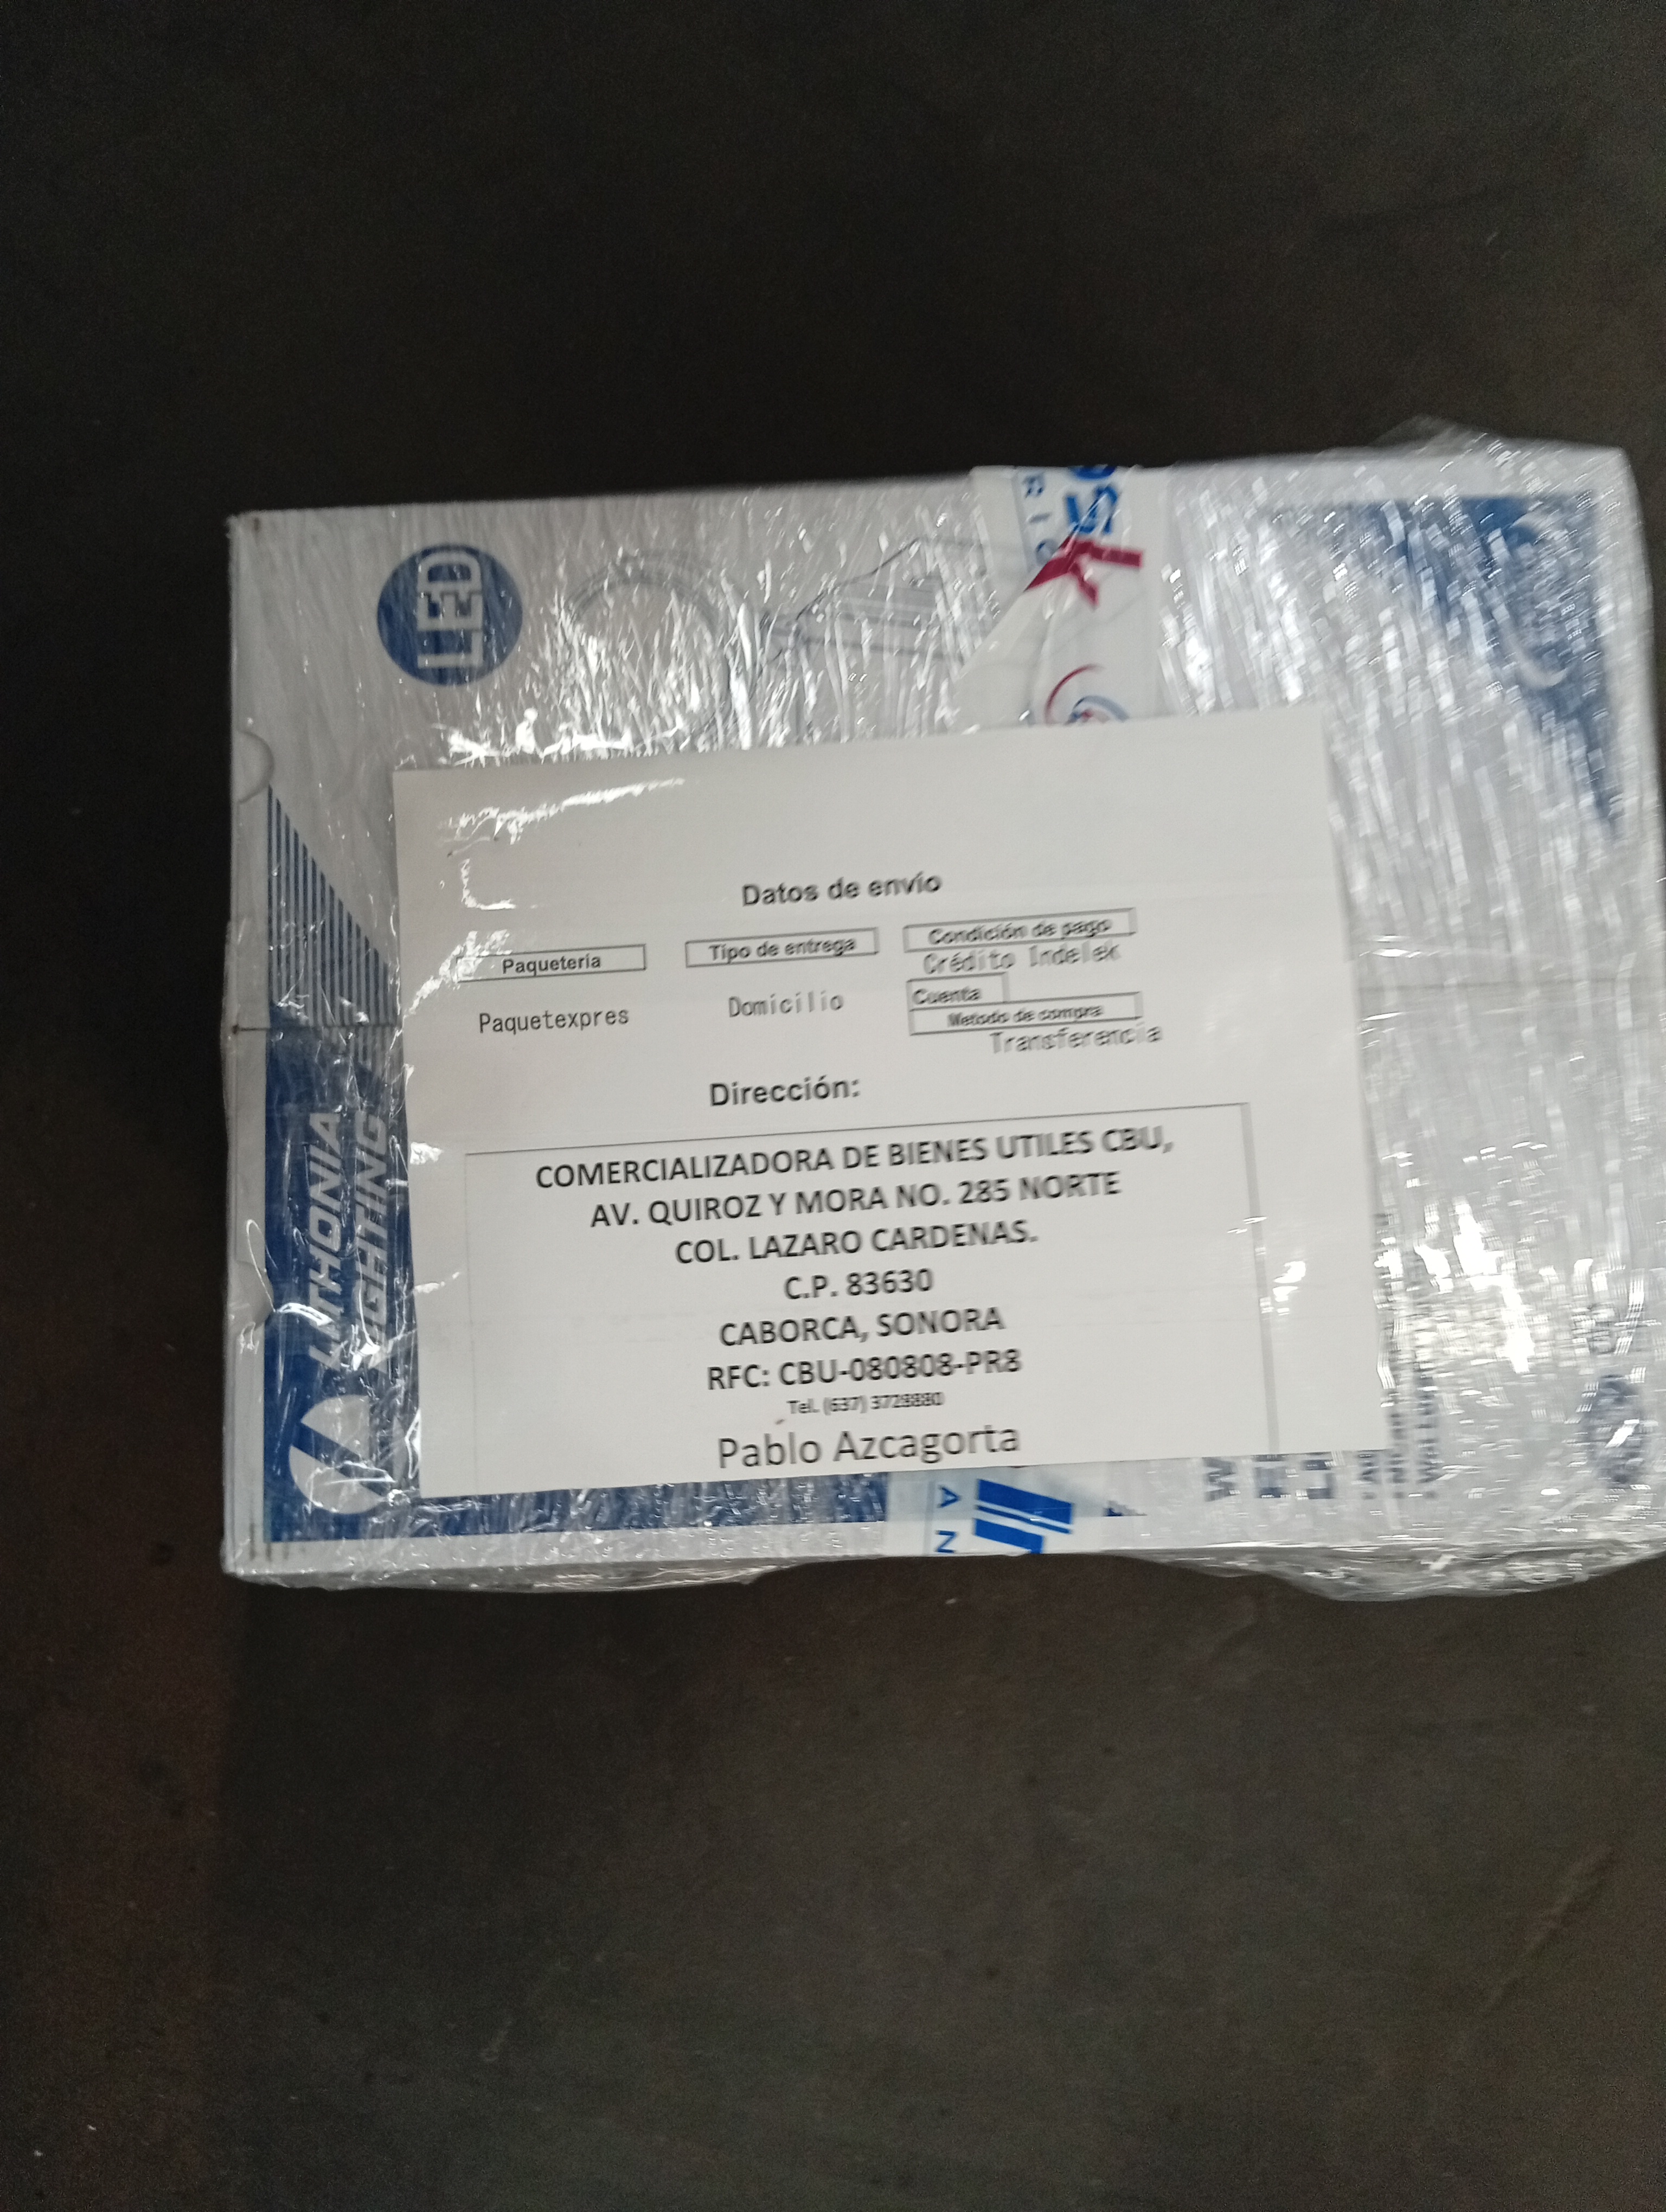 LED
LITHONIA
LIGHTING
Datos de envío
Paquetería
Tipo de entrega
Condición de pago
Paquetexpres
Domicilio
Crédito Indelek
Cuenta
Metodo de compra
Transferencia
Dirección:
COMERCIALIZADORA DE BIENES UTILES CBU,
AV. QUIROZ Y MORA NO. 285 NORTE
COL. LAZARO CARDENAS.
C.P. 83630
CABORCA, SONORA
RFC: CBU-080808-PR8
Tel. (637) 3728880
Pablo Azcagorta